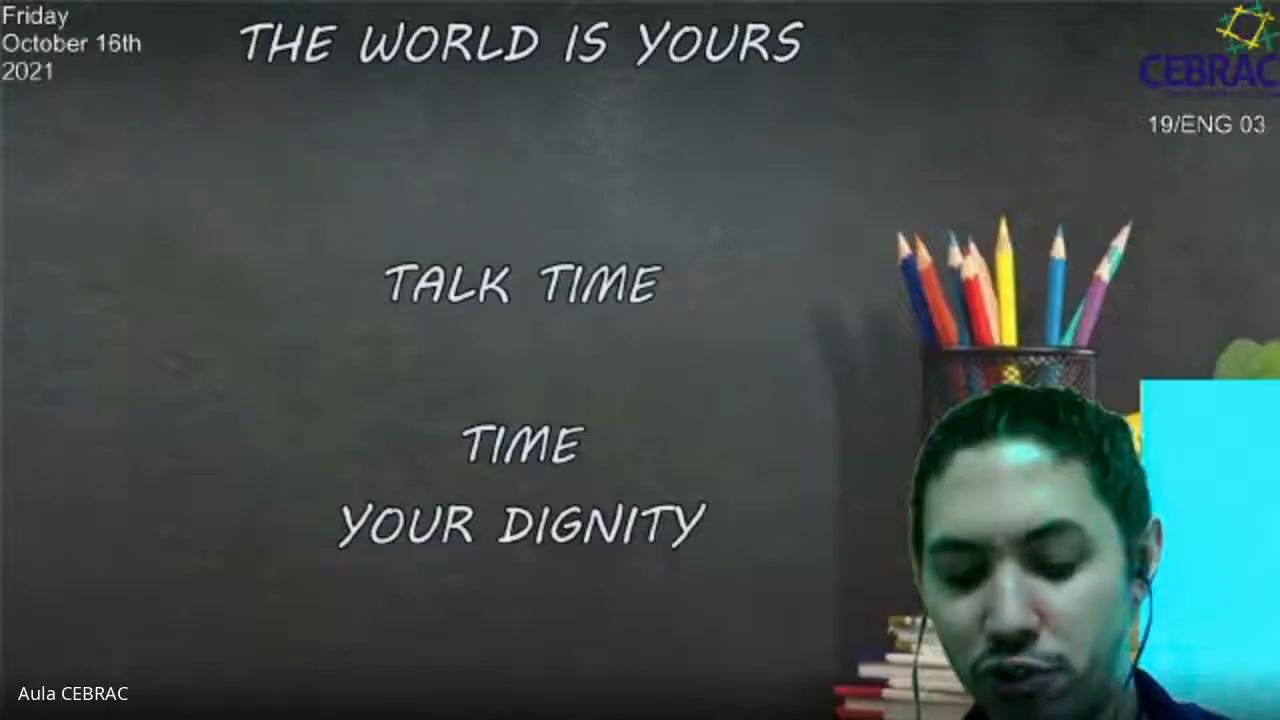 Friday
October 16th
2021
THE WORLD IS YOURS
CEBRAC
19/ENG 03
TALK TIME
TIME
YOUR DIGNITY
Aula CEBRAC